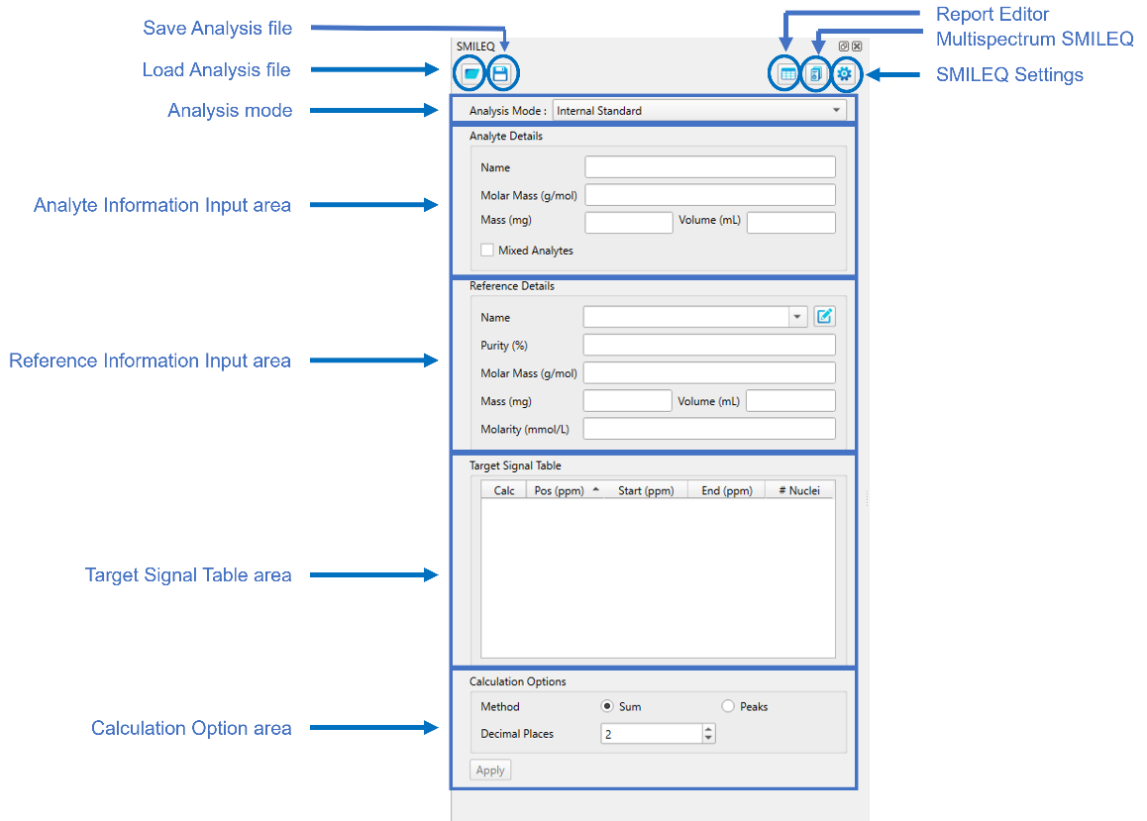 Report Editor
Save Analysis file
Multispectrum SMILEQ
SMILEQ
Load Analysis file
SMILEQ Settings
Analysis mode
Analysis Mode : Internal Standard
Analyte Details
Name
Molar Mass (g/mol)
Analyte Information Input area
Mass (mg) Volume (mL)
Mixed Analytes
Reference Details
Name
Purity (%)
Reference Information Input area
Molar Mass (g/mol)
Mass (mg) Volume (mL)
Molarity (mmol/L)
Target Signal Table
Calc Pos (ppm) Start (ppm) End (ppm) # Nuclei
Target Signal Table area
Calculation Options
Method Sum Peaks
Calculation Option area
Decimal Places 2
Apply